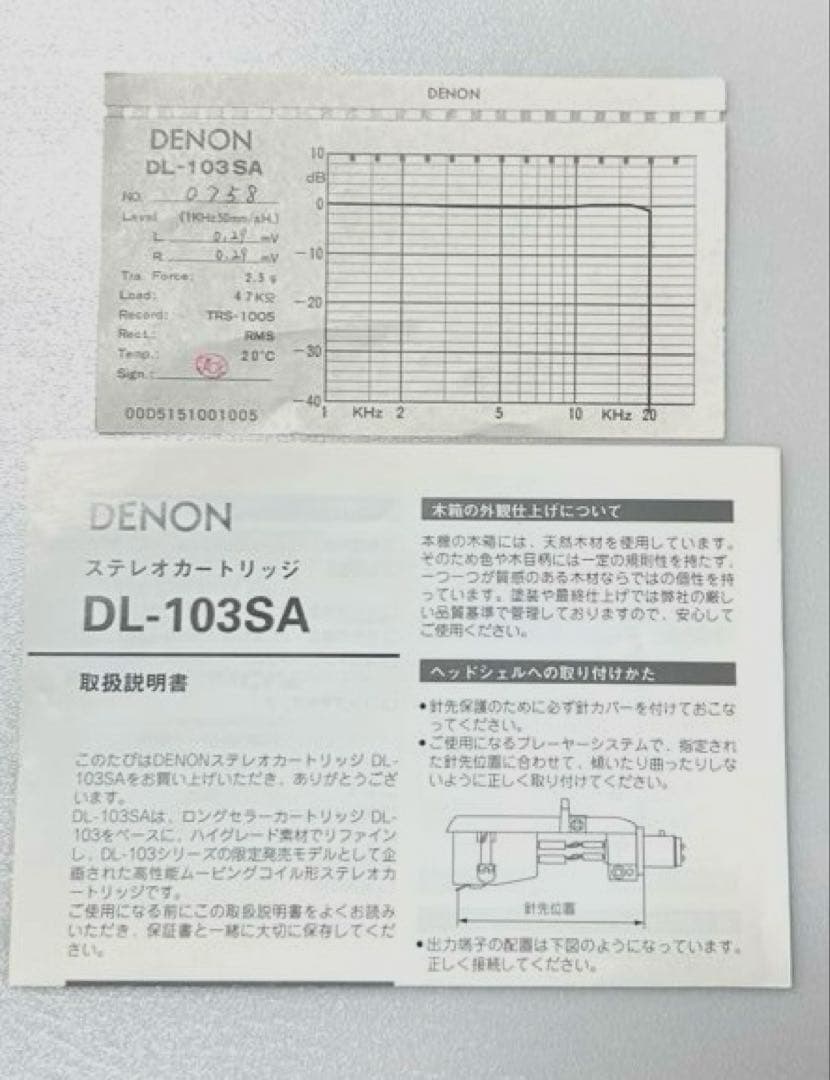 DENON
DENON
DL-103SA
NO. 0758
Level (1KHz50mm/sH.)
L 0.29 mV
R 0.29 mV
Tra. Force: 2.5 g
Load: 47KΩ
Record: TRS-1005
Rect.: RMS
Temp.: 20°C
Sign.:
00D5151001005
10
dB
0
-10
-20
-30
-40
1 KHz 2 5 10 KHz 20
DENON
ステレオカートリッジ
DL-103SA
取扱説明書
このたびはDENONステレオカートリッジ DL-
103SAをお買い上げいただき、ありがとうござ
います。
DL-103SAは、ロングセラーカートリッジ DL-
103をベースに、ハイグレード素材でリファイン
し、DL-103シリーズの限定発売モデルとして企
画された高性能ムービングコイル形ステレオカ
ートリッジです。
ご使用になる前にこの取扱説明書をよくお読み
いただき、保証書と一緒に大切に保存してくだ
さい。
木箱の外観仕上げについて
本機の木箱には、天然木材を使用しています。
そのため色や木目柄には一定の規則性を持たず、
一つ一つが質感のある木材ならではの個性を持
っています。塗装や最終仕上げでは弊社の厳し
い品質基準で管理しておりますので、安心して
ご使用ください。
ヘッドシェルへの取り付けかた
●針先保護のために必ず針カバーを付けておこな
ってください。
●ご使用になるプレーヤーシステムで、指定され
た針先位置に合わせて、傾いたり曲ったりしな
いように正しく取り付けてください。
針先位置
●出力端子の配置は下図のようになっています。
正しく接続してください。